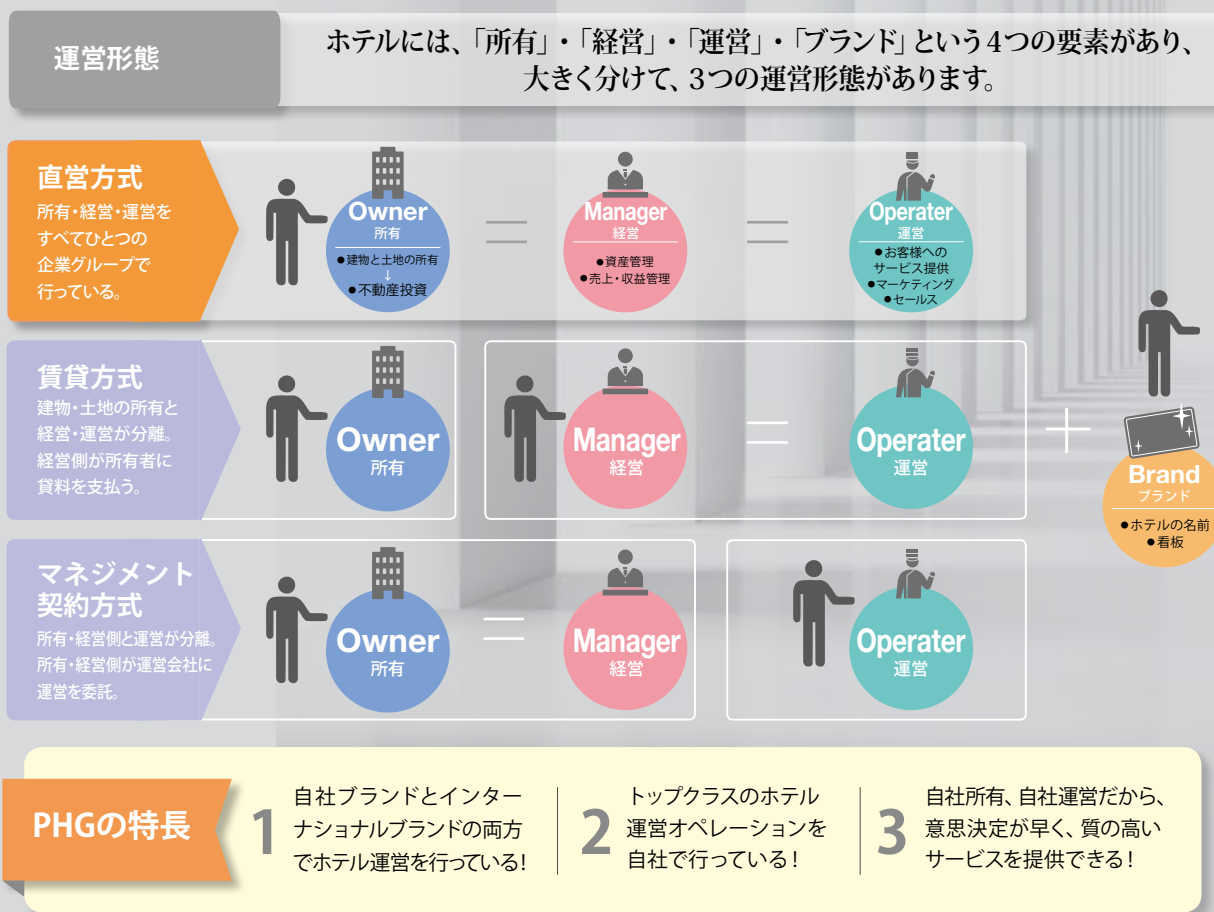 運営形態
ホテルには、「所有」・「経営」・「運営」・「ブランド」という4つの要素があり、
大きく分けて、3つの運営形態があります。
直営方式
所有・経営・運営を
すべてひとつの
企業グループで
行っている。
Owner
所有
●建物と土地の所有
↓
●不動産投資
=
Manager
経営
●資産管理
●売上・収益管理
=
Operater
運営
●お客様への
サービス提供
●マーケティング
●セールス
賃貸方式
建物・土地の所有と
経営・運営が分離。
経営側が所有者に
賃料を支払う。
Owner
所有
Manager
経営
=
Operater
運営
+
Brand
ブランド
●ホテルの名前
●看板
マネジメント
契約方式
所有・経営側と運営が分離。
所有・経営側が運営会社に
運営を委託。
Owner
所有
=
Manager
経営
Operater
運営
PHGの特長
1
自社ブランドとインター
ナショナルブランドの両方
でホテル運営を行っている!
2
トップクラスのホテル
運営オペレーションを
自社で行っている!
3
自社所有、自社運営だから、
意思決定が早く、質の高い
サービスを提供できる!